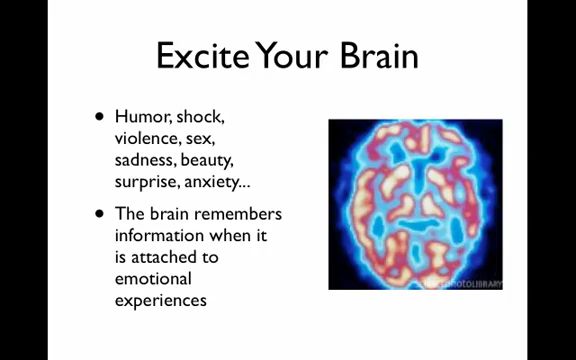 Excite Your Brain
• Humor, shock,
violence, sex,
sadness, beauty,
surprise, anxiety...
• The brain remembers
information when it
is attached to
emotional
experiences